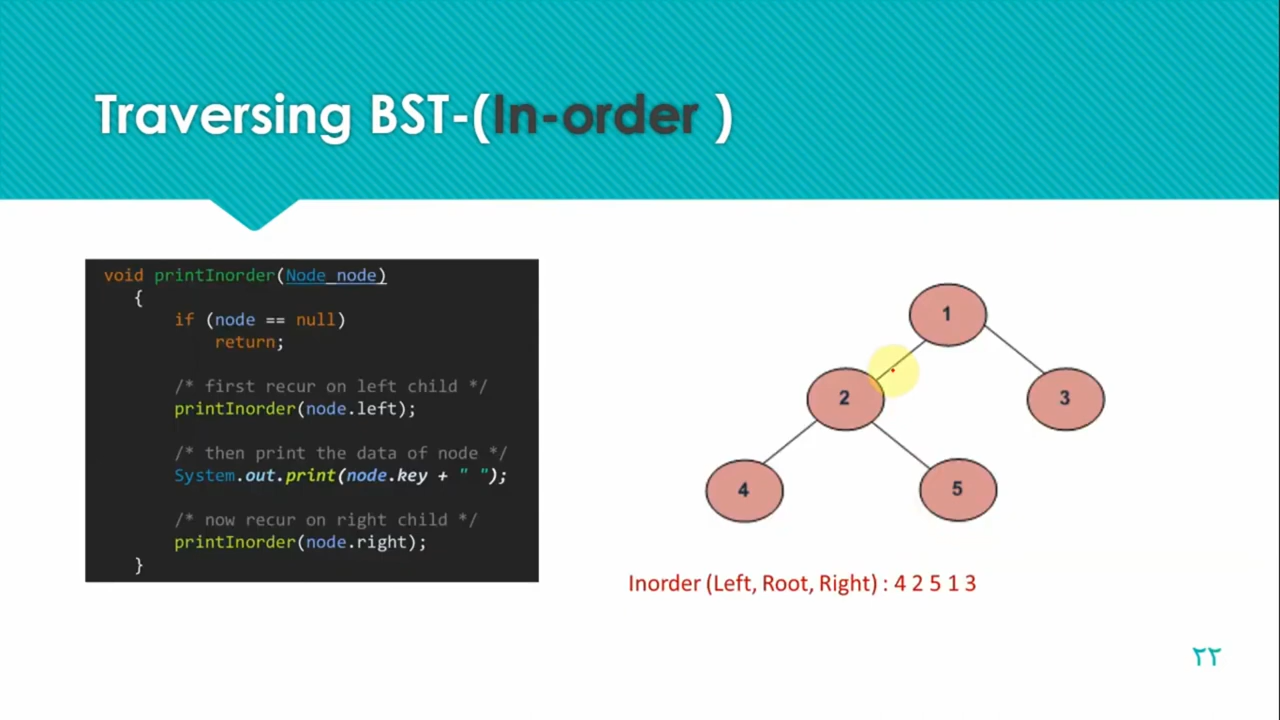 Traversing BST-(In-order )
void printInorder(Node node)
{
if (node == null)
return;
/* first recur on left child */
printInorder(node.left);
/* then print the data of node */
System.out.print(node.key + " ");
/* now recur on right child */
printInorder(node.right);
}
1
2
3
4
5
Inorder (Left, Root, Right) : 4 2 5 1 3
٢٢